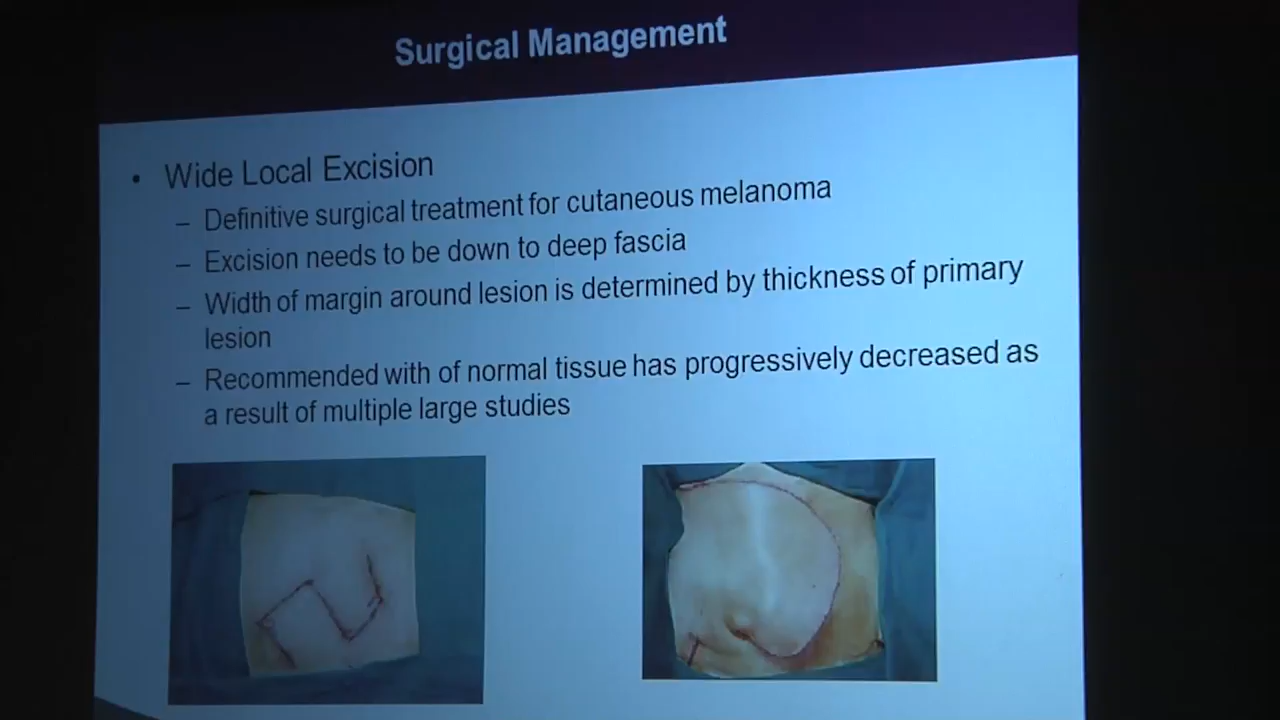 Surgical Management
• Wide Local Excision
– Definitive surgical treatment for cutaneous melanoma
– Excision needs to be down to deep fascia
– Width of margin around lesion is determined by thickness of primary
lesion
– Recommended with of normal tissue has progressively decreased as
a result of multiple large studies